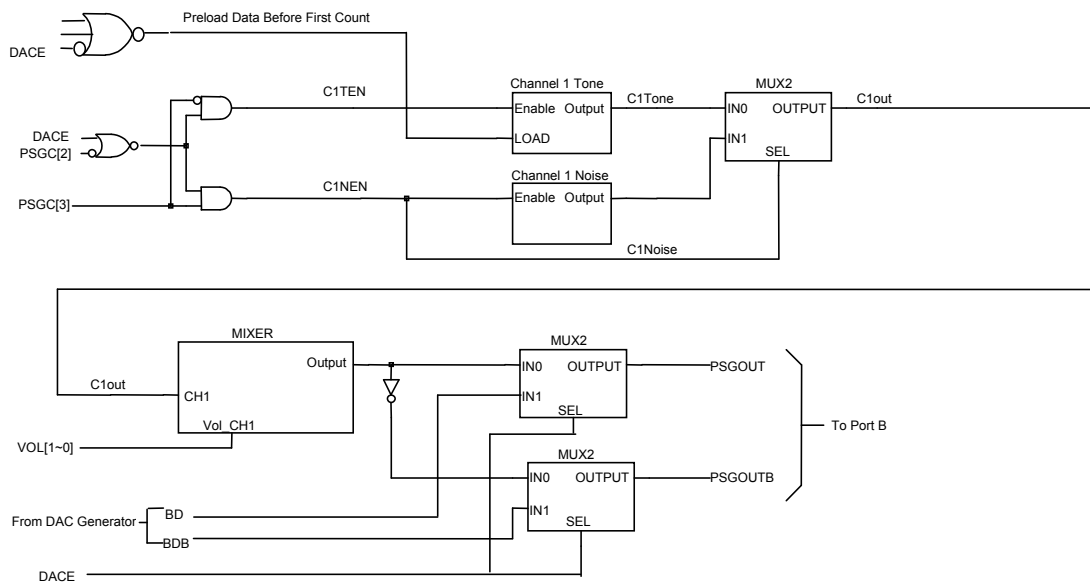 Preload Data Before First Count
DACE
C1TEN
Channel 1 Tone
Enable Output
LOAD
C1Tone
MUX2
IN0 OUTPUT
IN1
SEL
C1out
DACE
PSGC[2]
PSGC[3]
C1NEN
Channel 1 Noise
Enable Output
C1Noise
MIXER
Output
C1out
CH1
Vol_CH1
VOL[1~0]
MUX2
IN0 OUTPUT
IN1
SEL
PSGOUT
To Port B
MUX2
IN0 OUTPUT
IN1
SEL
PSGOUTB
From DAC Generator
BD
BDB
DACE